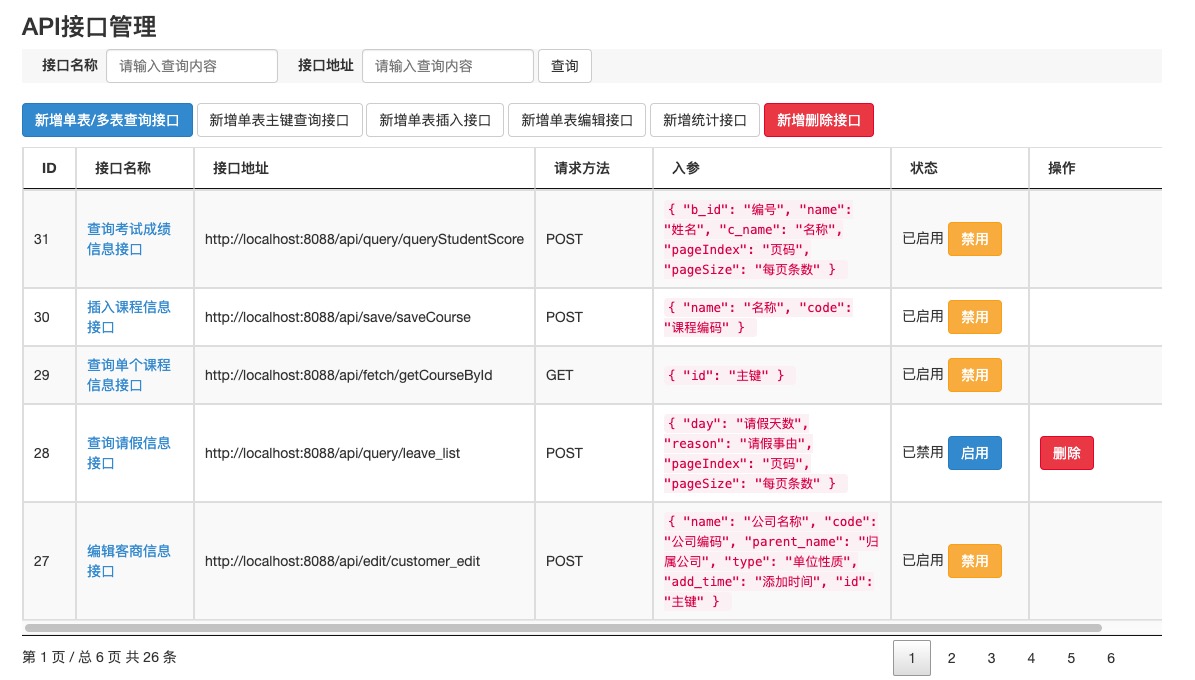 API接口管理
接口名称 请输入查询内容 接口地址 请输入查询内容 查询
新增单表/多表查询接口 新增单表主键查询接口 新增单表插入接口 新增单表编辑接口 新增统计接口 新增删除接口
ID 接口名称 接口地址 请求方法 入参 状态 操作
31 查询考试成绩信息接口 http://localhost:8088/api/query/queryStudentScore POST { "b_id": "编号", "name": "姓名", "c_name": "名称", "pageIndex": "页码", "pageSize": "每页条数" } 已启用 禁用
30 插入课程信息接口 http://localhost:8088/api/save/saveCourse POST { "name": "名称", "code": "课程编码" } 已启用 禁用
29 查询单个课程信息接口 http://localhost:8088/api/fetch/getCourseById GET { "id": "主键" } 已启用 禁用
28 查询请假信息接口 http://localhost:8088/api/query/leave_list POST { "day": "请假天数", "reason": "请假事由", "pageIndex": "页码", "pageSize": "每页条数" } 已禁用 启用 删除
27 编辑客商信息接口 http://localhost:8088/api/edit/customer_edit POST { "name": "公司名称", "code": "公司编码", "parent_name": "归属公司", "type": "单位性质", "add_time": "添加时间", "id": "主键" } 已启用 禁用
第 1 页 / 总 6 页 共 26 条 1 2 3 4 5 6